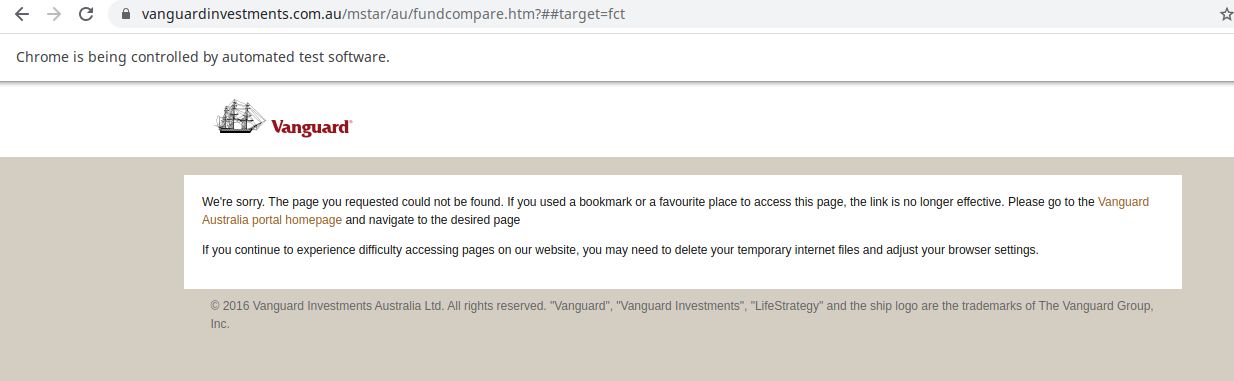 vanguardinvestments.com.au/mstar/au/fundcompare.htm?##target=fct
Chrome is being controlled by automated test software.
Vanguard®
We're sorry. The page you requested could not be found. If you used a bookmark or a favourite place to access this page, the link is no longer effective. Please go to the Vanguard
Australia portal homepage and navigate to the desired page
If you continue to experience difficulty accessing pages on our website, you may need to delete your temporary internet files and adjust your browser settings.
© 2016 Vanguard Investments Australia Ltd. All rights reserved. "Vanguard", "Vanguard Investments", "LifeStrategy" and the ship logo are the trademarks of The Vanguard Group,
Inc.